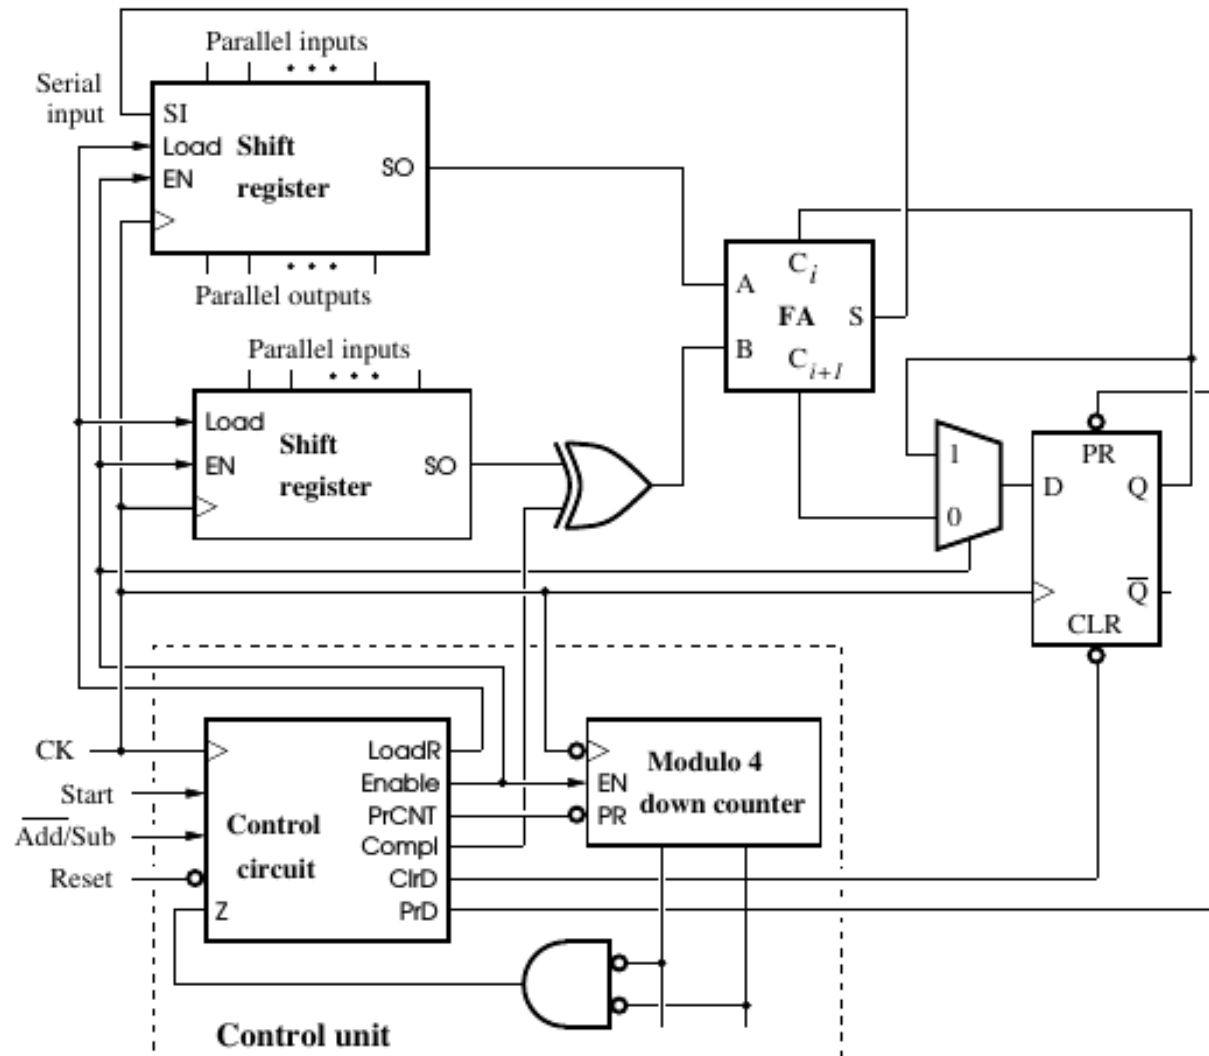 Parallel inputs
Serial
input
SI
Load
EN
Shift
register
SO
Parallel outputs
Parallel inputs
Load
EN
Shift
register
SO
C_i
A
FA
S
B
C_{i+1}
1
0
PR
D
Q
Q̅
CLR
CK
Start
A̅d̅d̅/Sub
Reset
Control
circuit
Z
LoadR
Enable
PrCNT
Compl
ClrD
PrD
Modulo 4
EN
down counter
PR
Control unit